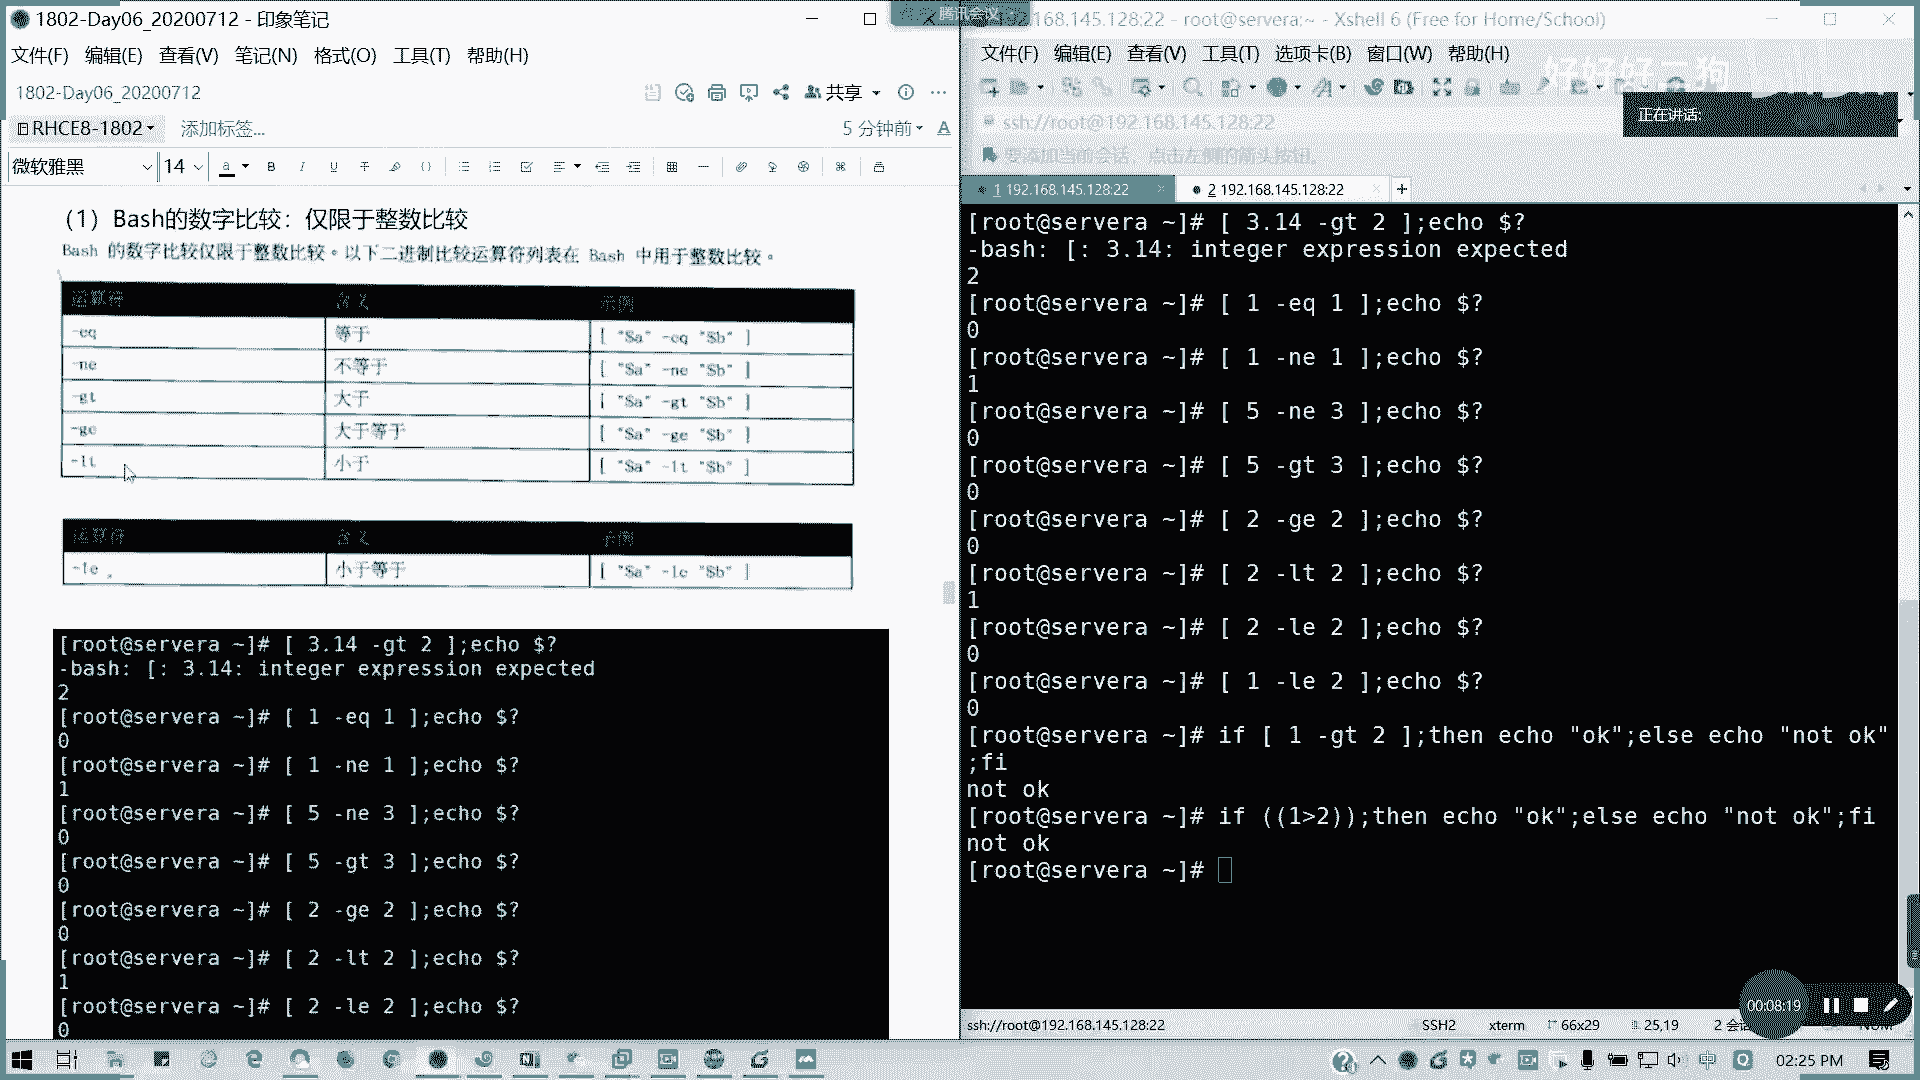 1802-Day06_20200712 - 印象笔记
文件(F) 编辑(E) 查看(V) 笔记(N) 格式(O) 工具(T) 帮助(H)
1802-Day06_20200712
共享
RHCE8-1802
添加标签...
5 分钟前
微软雅黑
14
（1）Bash的数字比较：仅限于整数比较
Bash 的数字比较仅限于整数比较。以下二进制比较运算符列表在 Bash 中用于整数比较。
运算符 含义 示例
-eq 等于 [ "$a" -eq "$b" ]
-ne 不等于 [ "$a" -ne "$b" ]
-gt 大于 [ "$a" -gt "$b" ]
-ge 大于等于 [ "$a" -ge "$b" ]
-lt 小于 [ "$a" -lt "$b" ]
运算符 含义 示例
-le 小于等于 [ "$a" -le "$b" ]
[root@servera ~]# [ 3.14 -gt 2 ];echo $?
-bash: [: 3.14: integer expression expected
2
[root@servera ~]# [ 1 -eq 1 ];echo $?
0
[root@servera ~]# [ 1 -ne 1 ];echo $?
1
[root@servera ~]# [ 5 -ne 3 ];echo $?
0
[root@servera ~]# [ 5 -gt 3 ];echo $?
0
[root@servera ~]# [ 2 -ge 2 ];echo $?
0
[root@servera ~]# [ 2 -lt 2 ];echo $?
1
[root@servera ~]# [ 2 -le 2 ];echo $?
0
腾讯会议
192.168.145.128:22 - root@servera:~ - Xshell 6 (Free for Home/School)
文件(F) 编辑(E) 查看(V) 工具(T) 选项卡(B) 窗口(W) 帮助(H)
好好好二狗
正在讲话:
ssh://root@192.168.145.128:22
要添加当前会话，点击左侧的箭头按钮。
1 192.168.145.128:22
2 192.168.145.128:22
[root@servera ~]# [ 3.14 -gt 2 ];echo $?
-bash: [: 3.14: integer expression expected
2
[root@servera ~]# [ 1 -eq 1 ];echo $?
0
[root@servera ~]# [ 1 -ne 1 ];echo $?
1
[root@servera ~]# [ 5 -ne 3 ];echo $?
0
[root@servera ~]# [ 5 -gt 3 ];echo $?
0
[root@servera ~]# [ 2 -ge 2 ];echo $?
0
[root@servera ~]# [ 2 -lt 2 ];echo $?
1
[root@servera ~]# [ 2 -le 2 ];echo $?
0
[root@servera ~]# [ 1 -le 2 ];echo $?
0
[root@servera ~]# if [ 1 -gt 2 ];then echo "ok";else echo "not ok"
;fi
not ok
[root@servera ~]# if ((1>2));then echo "ok";else echo "not ok";fi
not ok
[root@servera ~]#
00:08:19
ssh://root@192.168.145.128:22
SSH2
xterm
66x29
25,19
2 会
NUM
中
02:25 PM